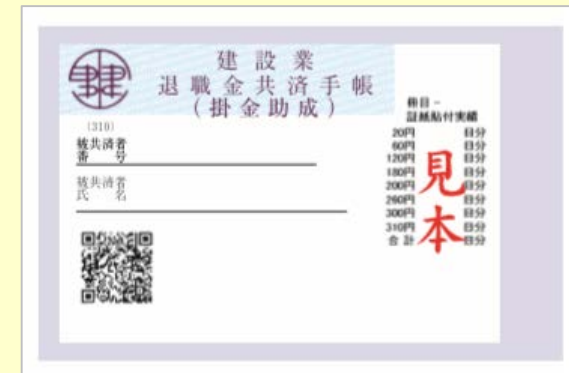 建設業
退職金共済手帳
(掛金助成)
(310)
被共済者
番 号
被共済者
氏 名
冊目-
証紙貼付実績
20円 日分
60円 日分
120円 日分
180円 日分
200円 日分
260円 日分
300円 日分
310円 日分
合 計 日分
見本